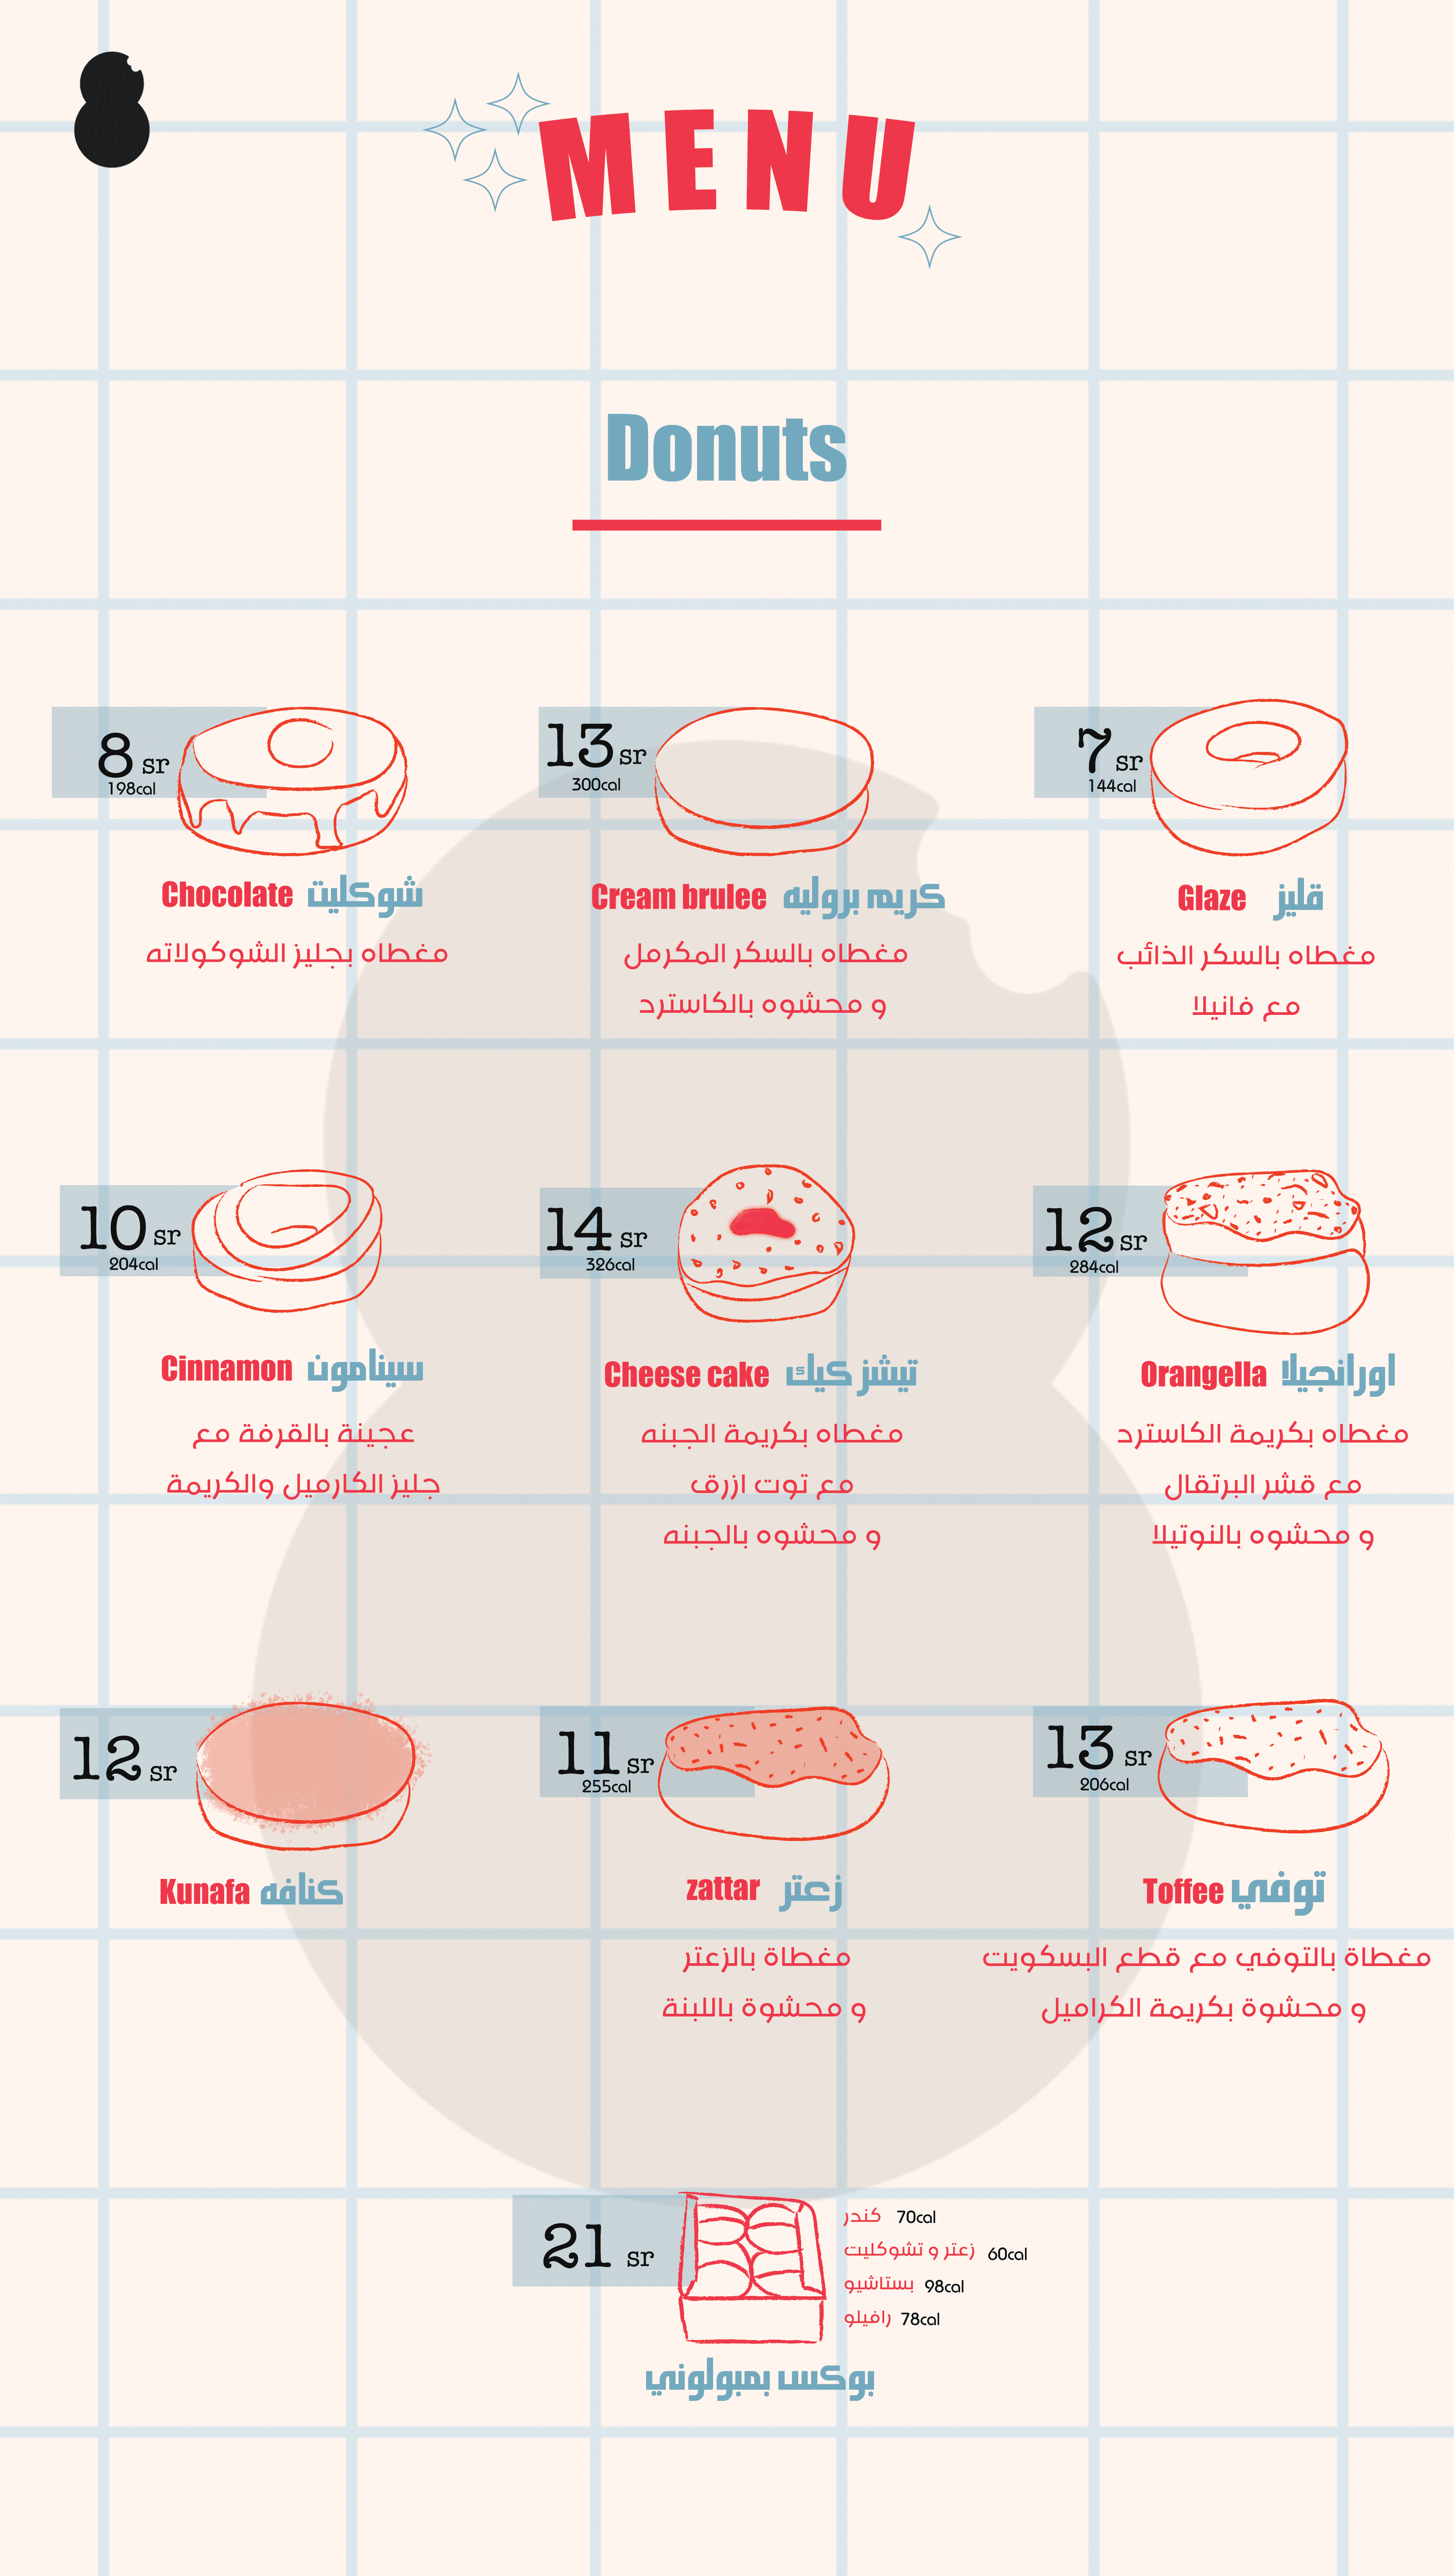 MENU
Donuts
8 sr
198cal
Chocolate شوكليت
مغطاه بجليز الشوكولاته
13 sr
300cal
Cream brulee كريم بروليه
مغطاه بالسكر المكرمل
و محشوه بالكاسترد
7 sr
144cal
Glaze قليز
مغطاه بالسكر الذائب
مع فانيلا
10 sr
204cal
Cinnamon سينامون
عجينة بالقرفة مع
جليز الكارميل والكريمة
14 sr
326cal
Cheese cake تيشز كيك
مغطاه بكريمة الجبنه
مع توت ازرق
و محشوه بالجبنه
12 sr
284cal
Orangella اورانجيلا
مغطاه بكريمة الكاسترد
مع قشر البرتقال
و محشوه بالنوتيلا
12 sr
Kunafa كنافه
11 sr
255cal
zattar زعتر
مغطاة بالزعتر
و محشوة باللبنة
13 sr
206cal
Toffee توفي
مغطاة بالتوفي مع قطع البسكويت
و محشوة بكريمة الكراميل
21 sr
كندر 70cal
زعتر و تشوكليت 60cal
بستاشيو 98cal
رافيلو 78cal
بوكس بمبولوني